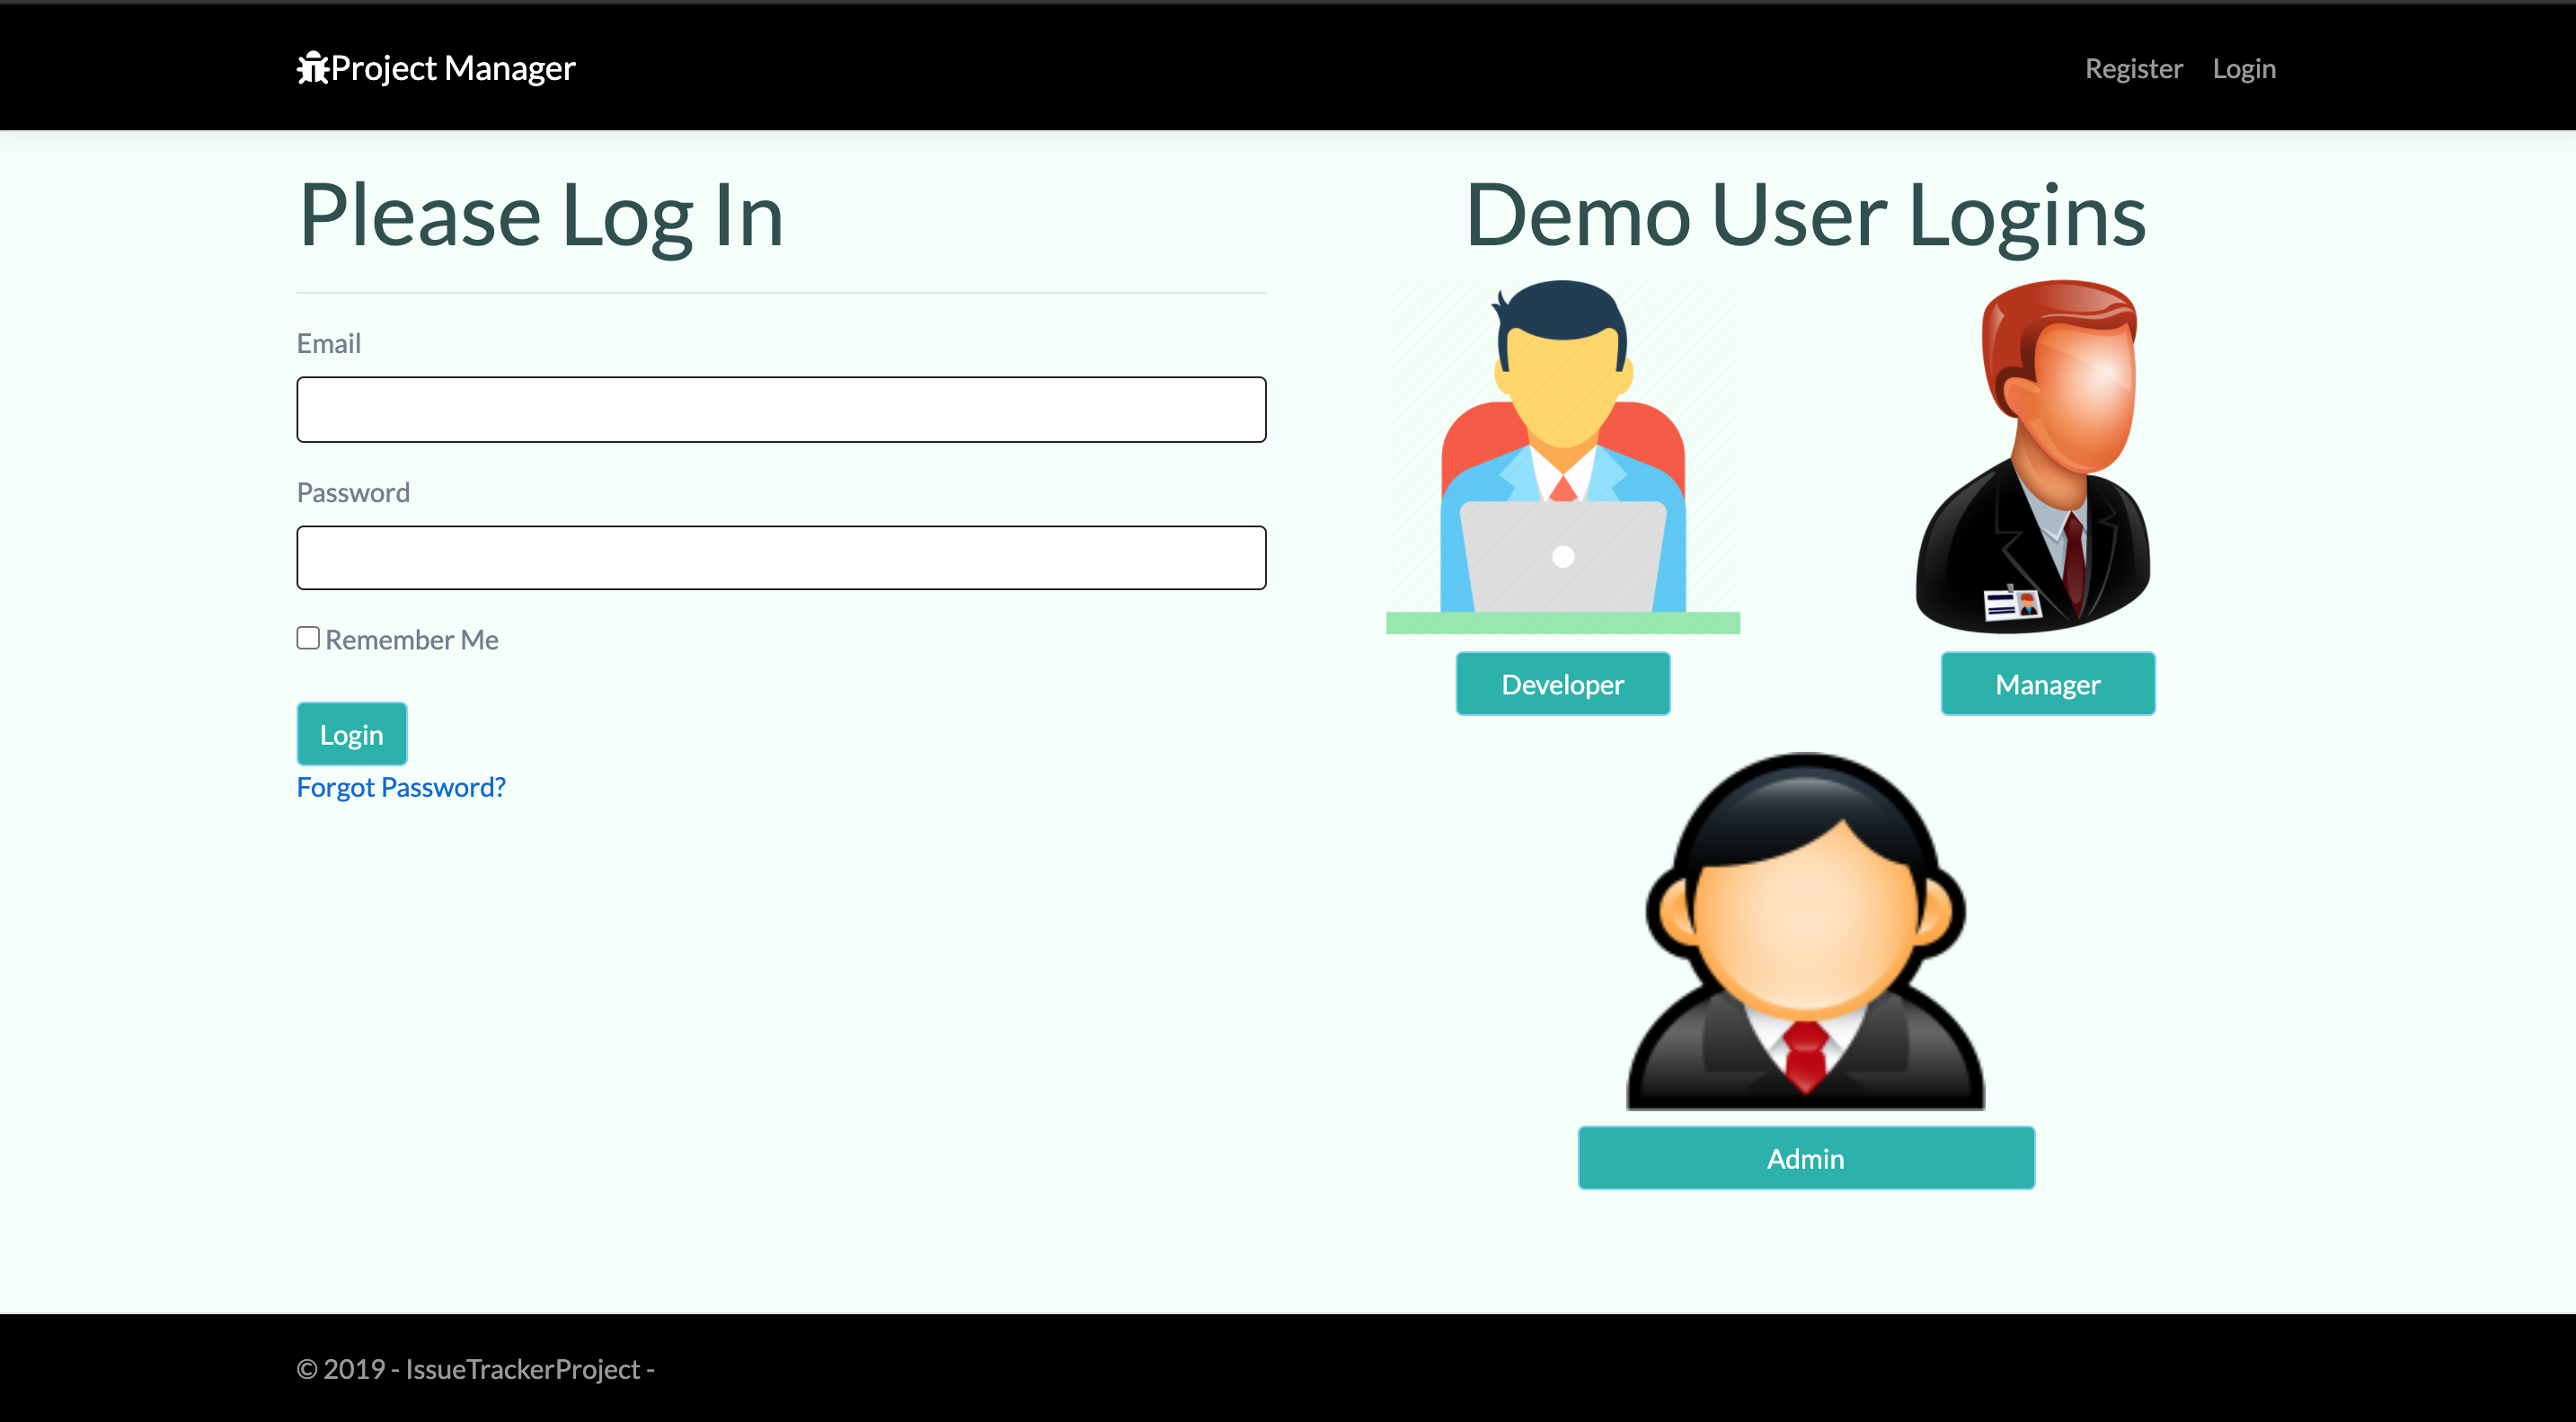 Project Manager
Register Login
Please Log In
Email
Password
Remember Me
Login
Forgot Password?
Demo User Logins
Developer
Manager
Admin
© 2019 - IssueTrackerProject -